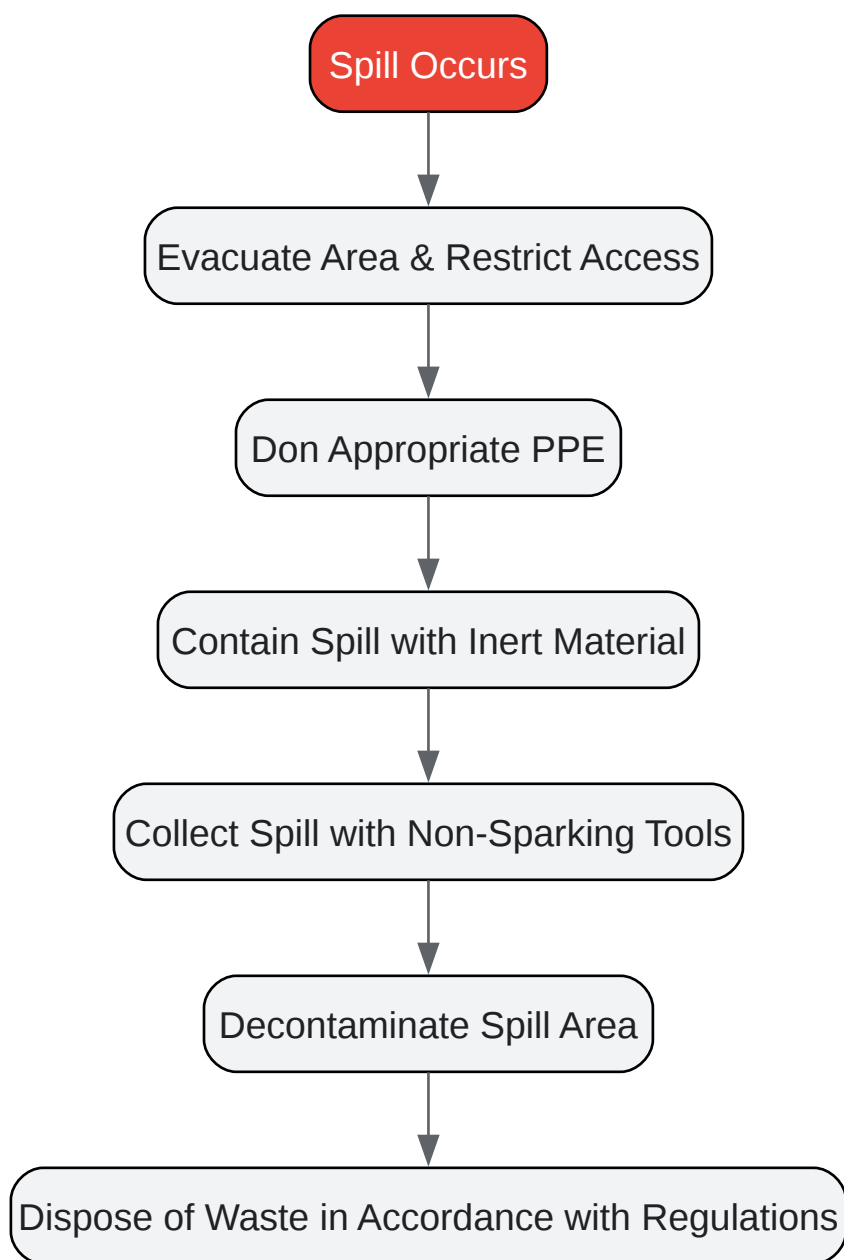 Spill Occurs
Evacuate Area & Restrict Access
Don Appropriate PPE
Contain Spill with Inert Material
Collect Spill with Non-Sparking Tools
Decontaminate Spill Area
Dispose of Waste in Accordance with Regulations